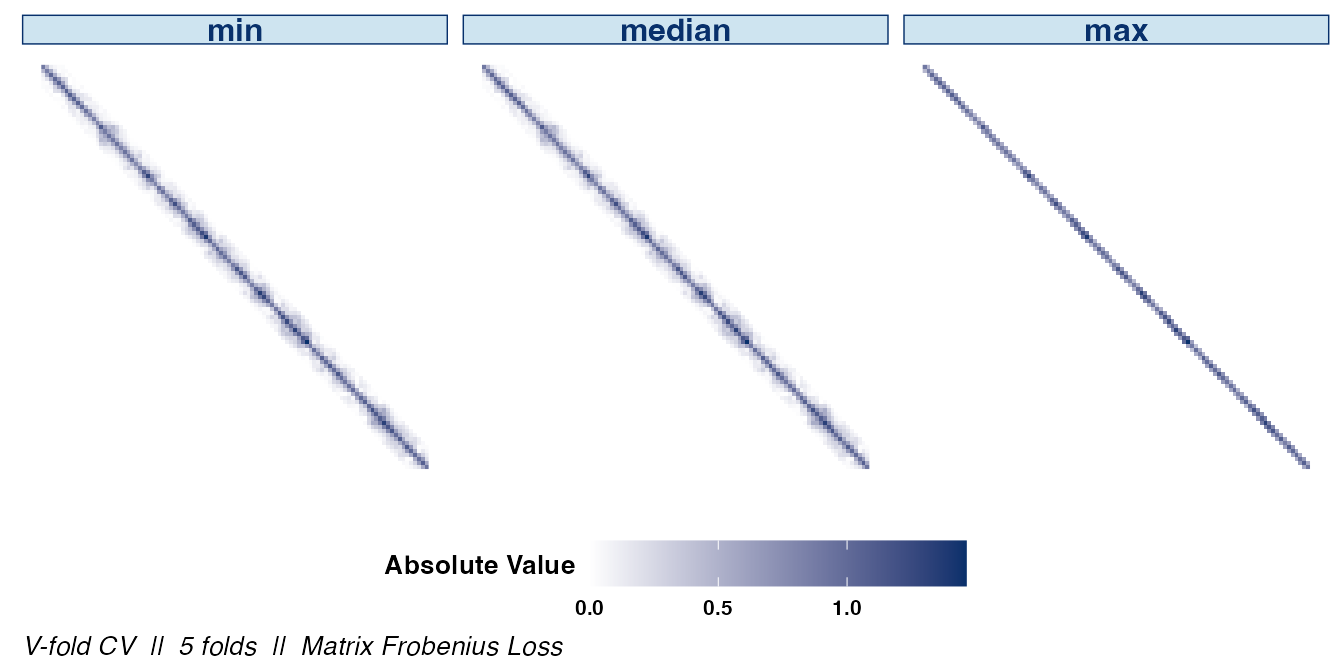 min median max
Absolute Value
0.0 0.5 1.0
V-fold CV || 5 folds || Matrix Frobenius Loss